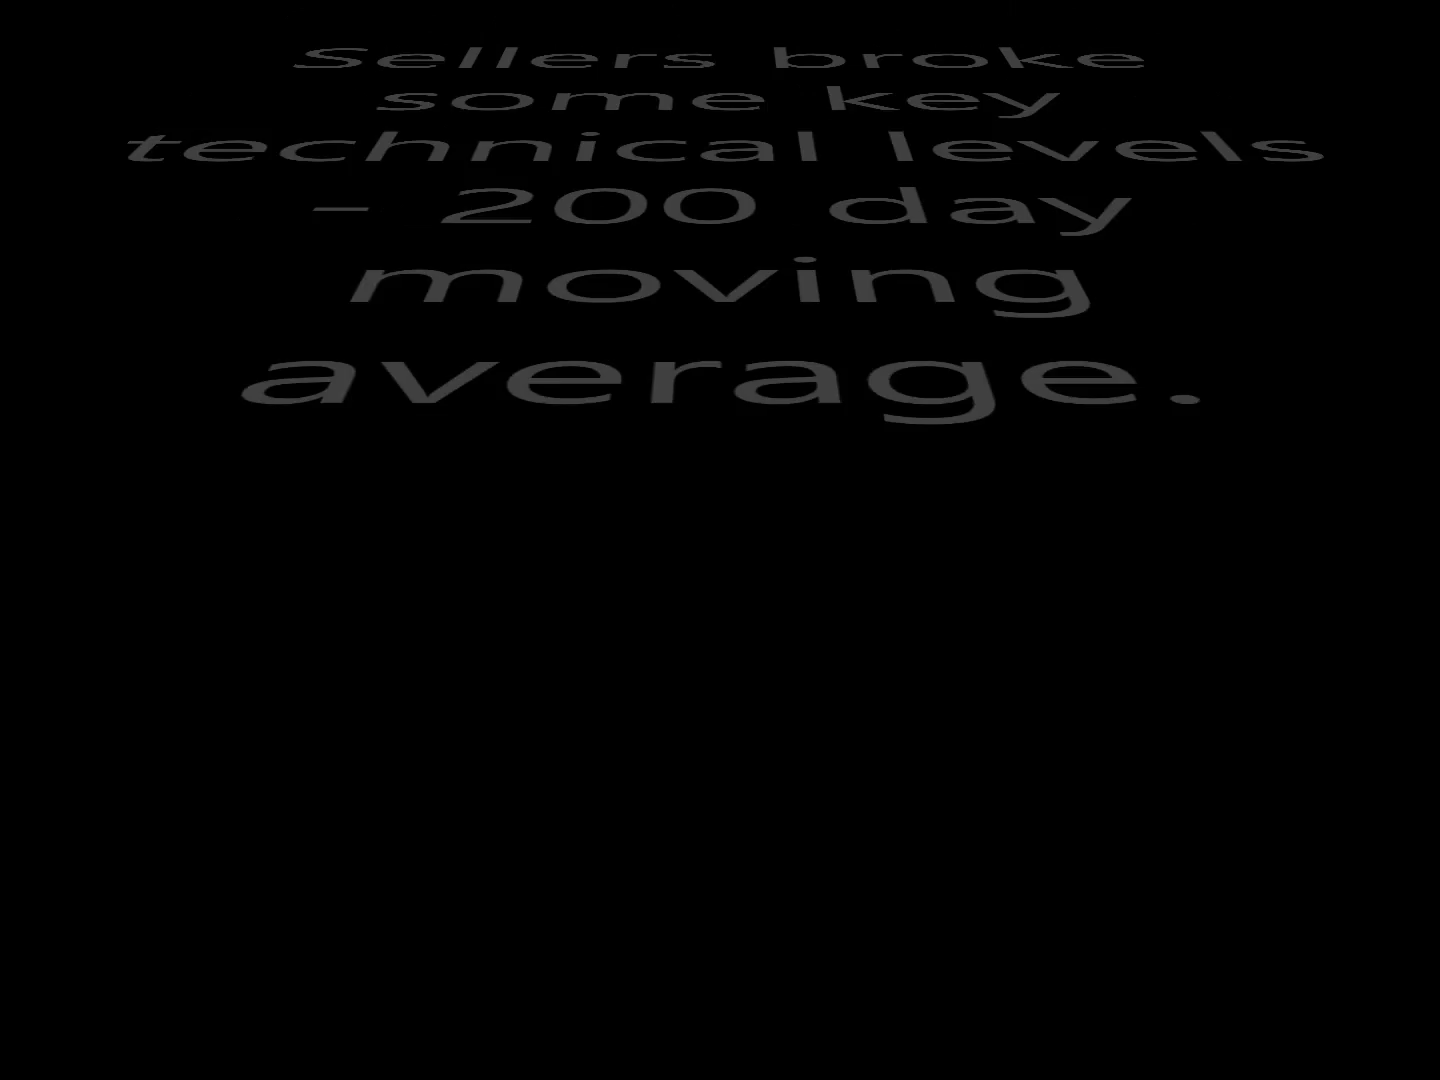 Sellers broke
some key
technical levels
- 200 day
moving
average.